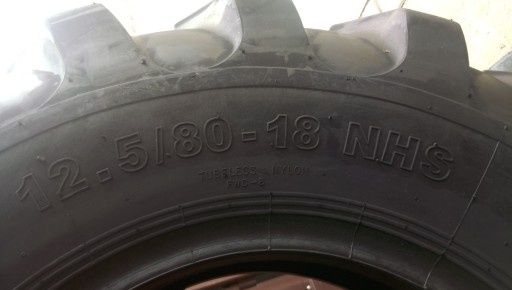 12.5/80-18 NHS
TUBELESS NYLON